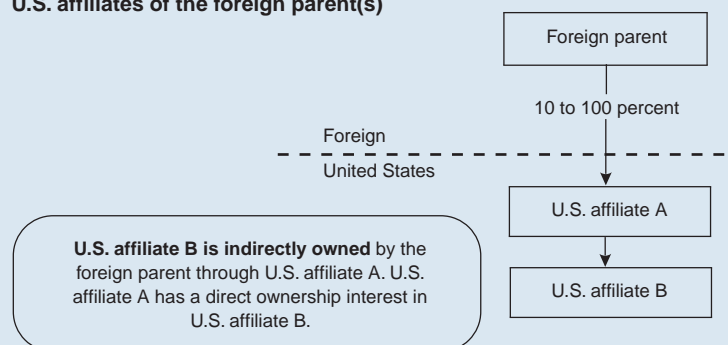 U.S. affiliates of the foreign parent(s)
Foreign parent
10 to 100 percent
Foreign
United States
U.S. affiliate A
U.S. affiliate B is indirectly owned by the
foreign parent through U.S. affiliate A. U.S.
affiliate A has a direct ownership interest in
U.S. affiliate B.
U.S. affiliate B